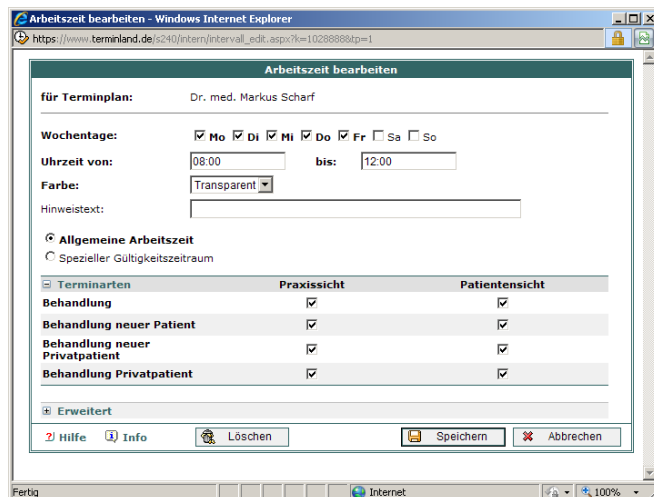 Arbeitszeit bearbeiten - Windows Internet Explorer
https://www.terminland.de/s240/intern/intervall_edit.aspx?k=1028888&tp=1
Arbeitszeit bearbeiten
für Terminplan: Dr. med. Markus Scharf
Wochentage: Mo Di Mi Do Fr Sa So
Uhrzeit von: 08:00 bis: 12:00
Farbe: Transparent
Hinweistext:
Allgemeine Arbeitszeit
Spezieller Gültigkeitszeitraum
Terminarten Praxissicht Patientensicht
Behandlung
Behandlung neuer Patient
Behandlung neuer
Privatpatient
Behandlung Privatpatient
Erweitert
Hilfe Info Löschen Speichern Abbrechen
Fertig Internet 100%